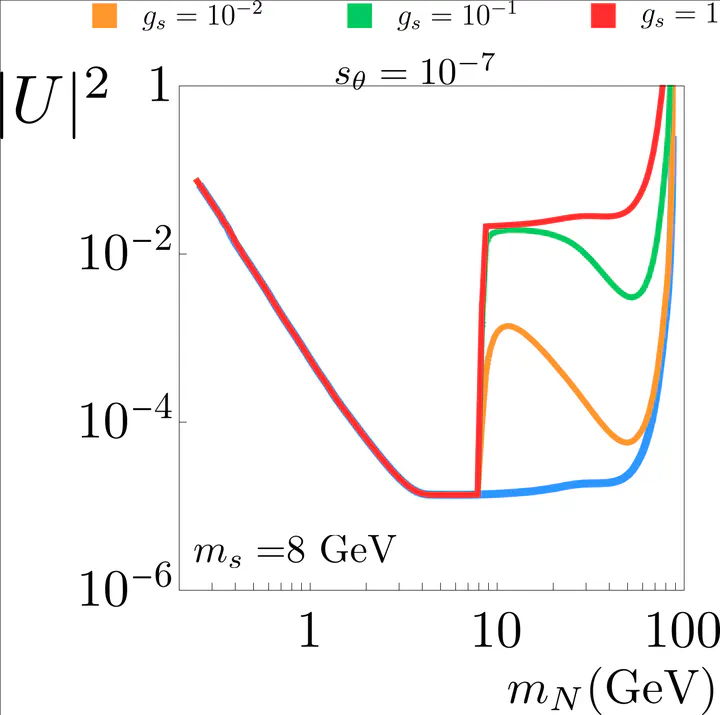 g_s = 10^{-2} g_s = 10^{-1} g_s = 1
s_θ = 10^{-7}
|U|^2
1
10^{-2}
10^{-4}
10^{-6}
m_s =8 GeV
1 10 100
m_N(GeV)